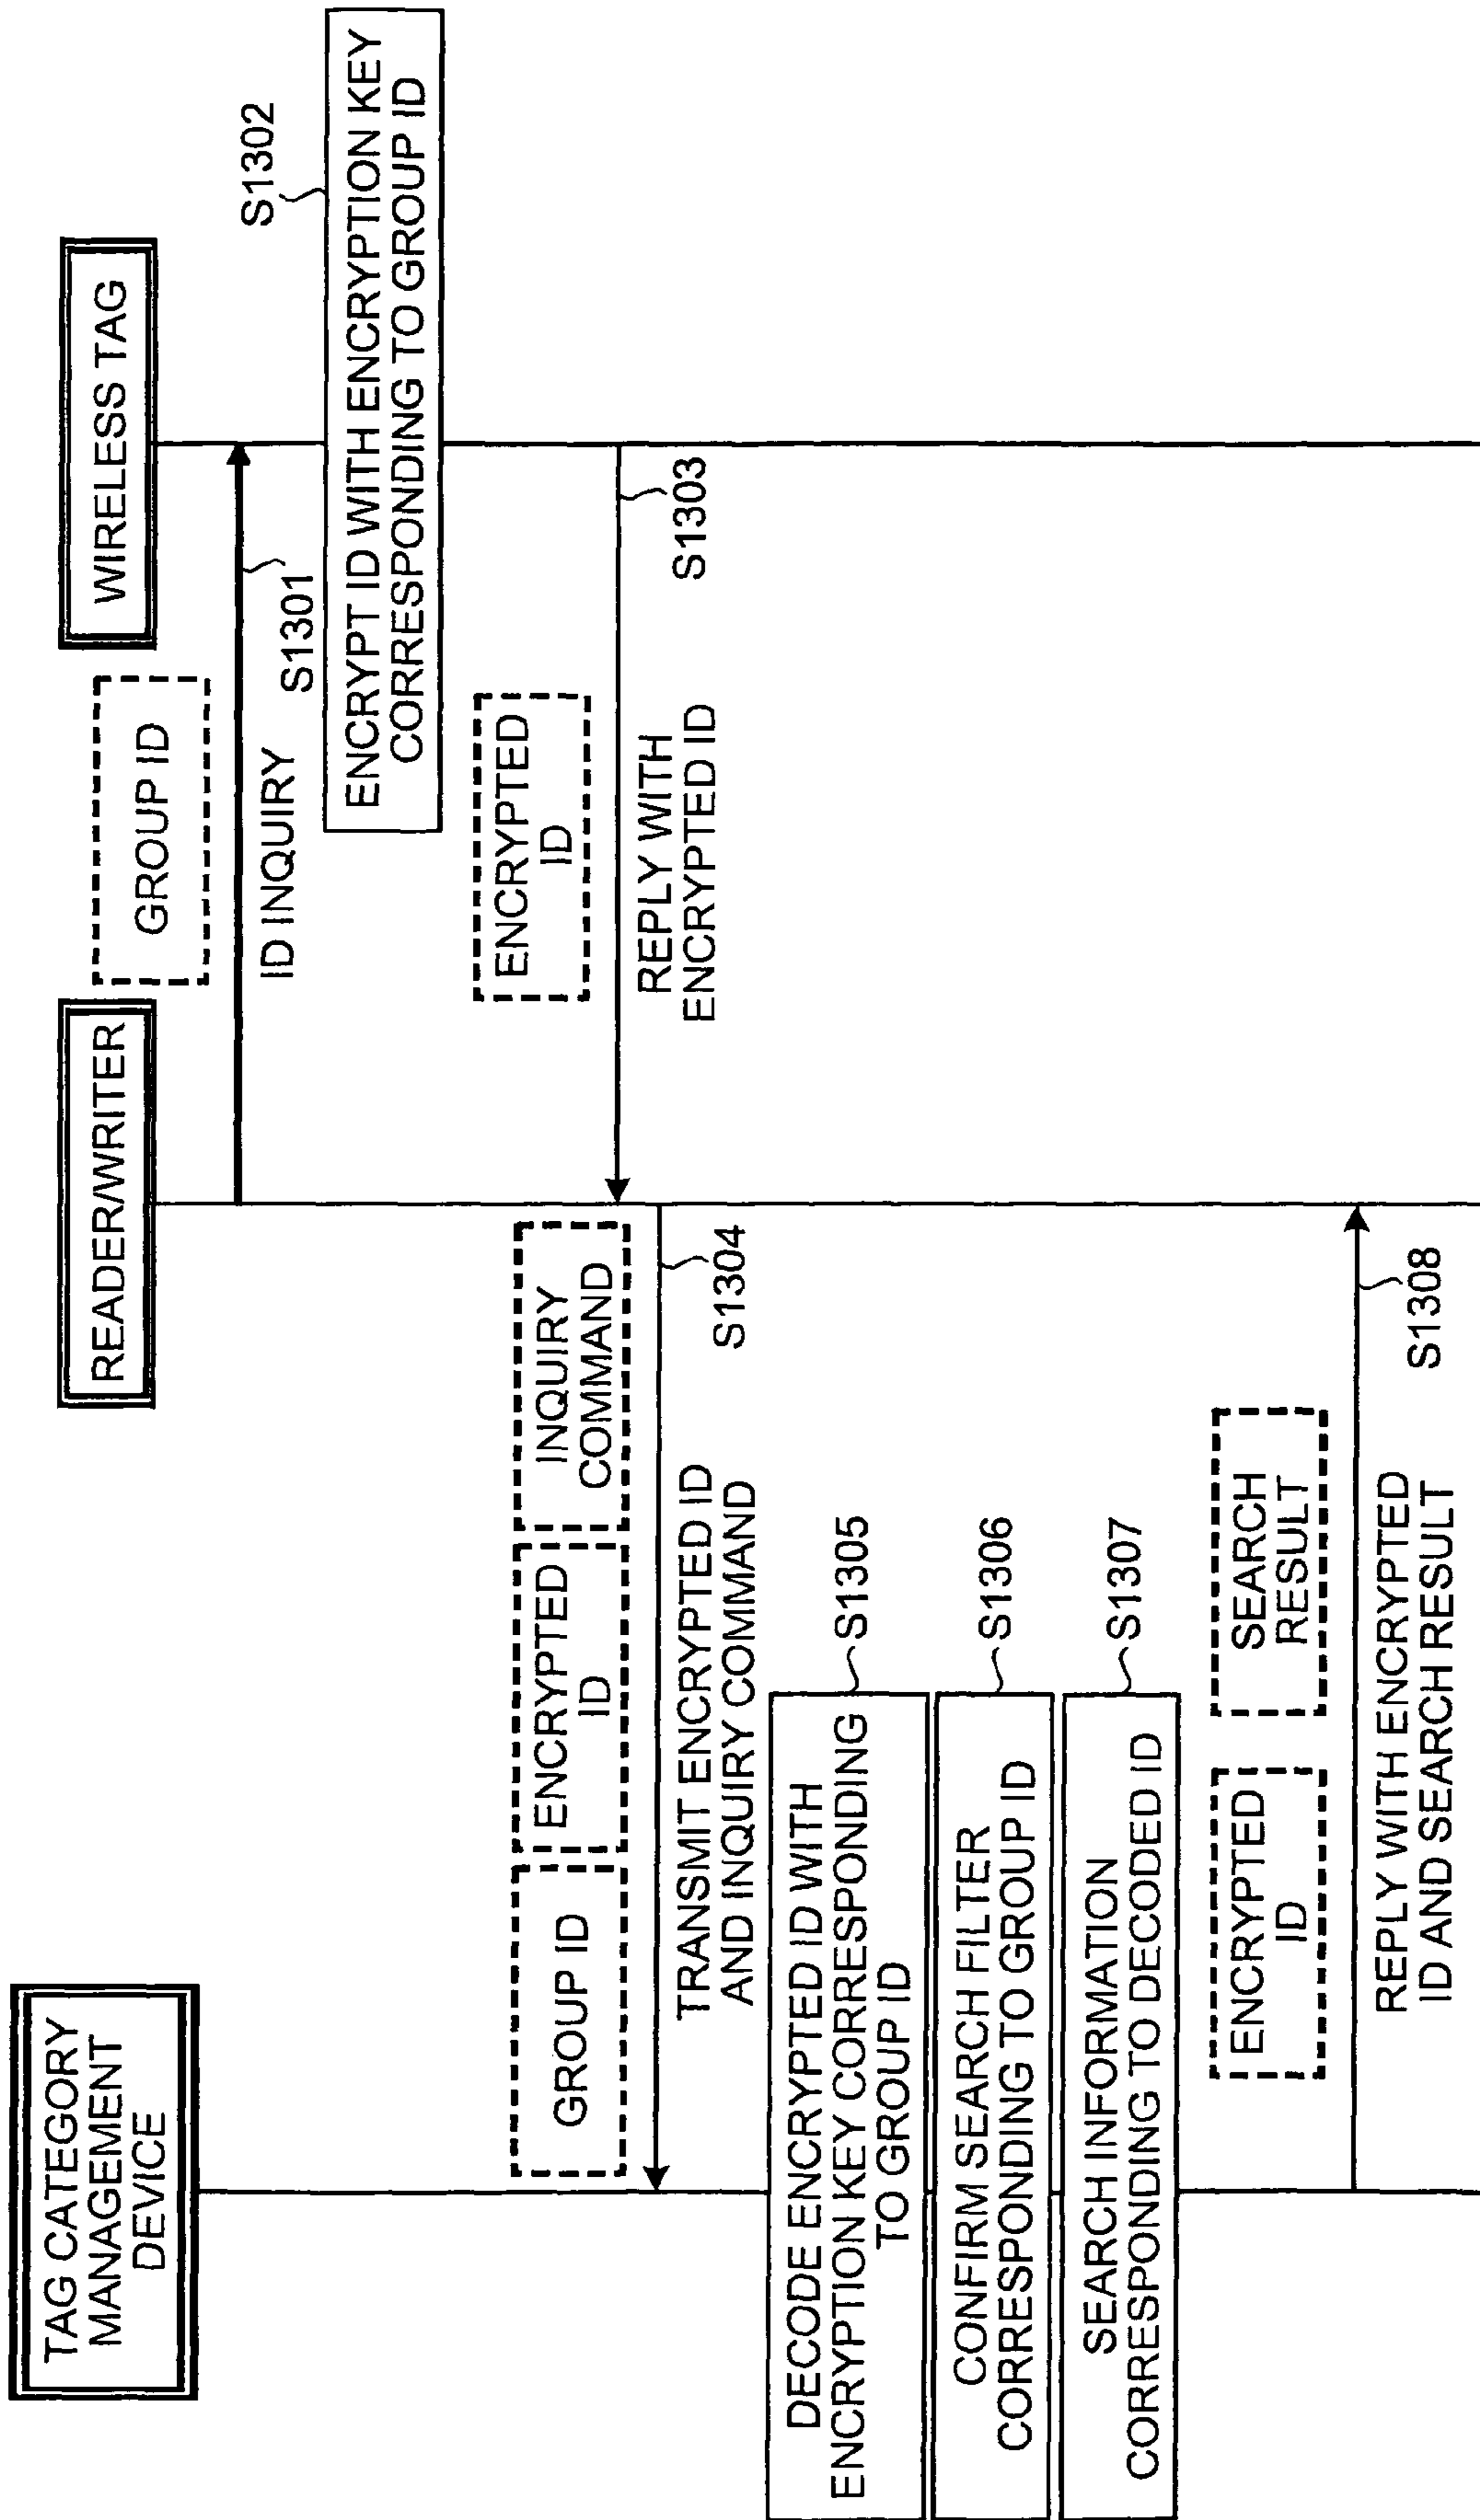 TAG CATEGORY
MANAGEMENT
DEVICE
READER/WRITER
WIRELESS TAG
GROUP ID
ID INQUIRY
S1301
S1302
ENCRYPT ID WITH ENCRYPTION KEY
CORRESPONDING TO GROUP ID
ENCRYPTED
ID
REPLY WITH
ENCRYPTED ID
S1303
GROUP ID
ENCRYPTED
ID
INQUIRY
COMMAND
TRANSMIT ENCRYPTED ID
AND INQUIRY COMMAND
S1304
DECODE ENCRYPTED ID WITH
ENCRYPTION KEY CORRESPONDING
TO GROUP ID
S1305
CONFIRM SEARCH FILTER
CORRESPONDING TO GROUP ID
S1306
SEARCH INFORMATION
CORRESPONDING TO DECODED ID
S1307
ENCRYPTED
ID
SEARCH
RESULT
REPLY WITH ENCRYPTED
ID AND SEARCH RESULT
S1308